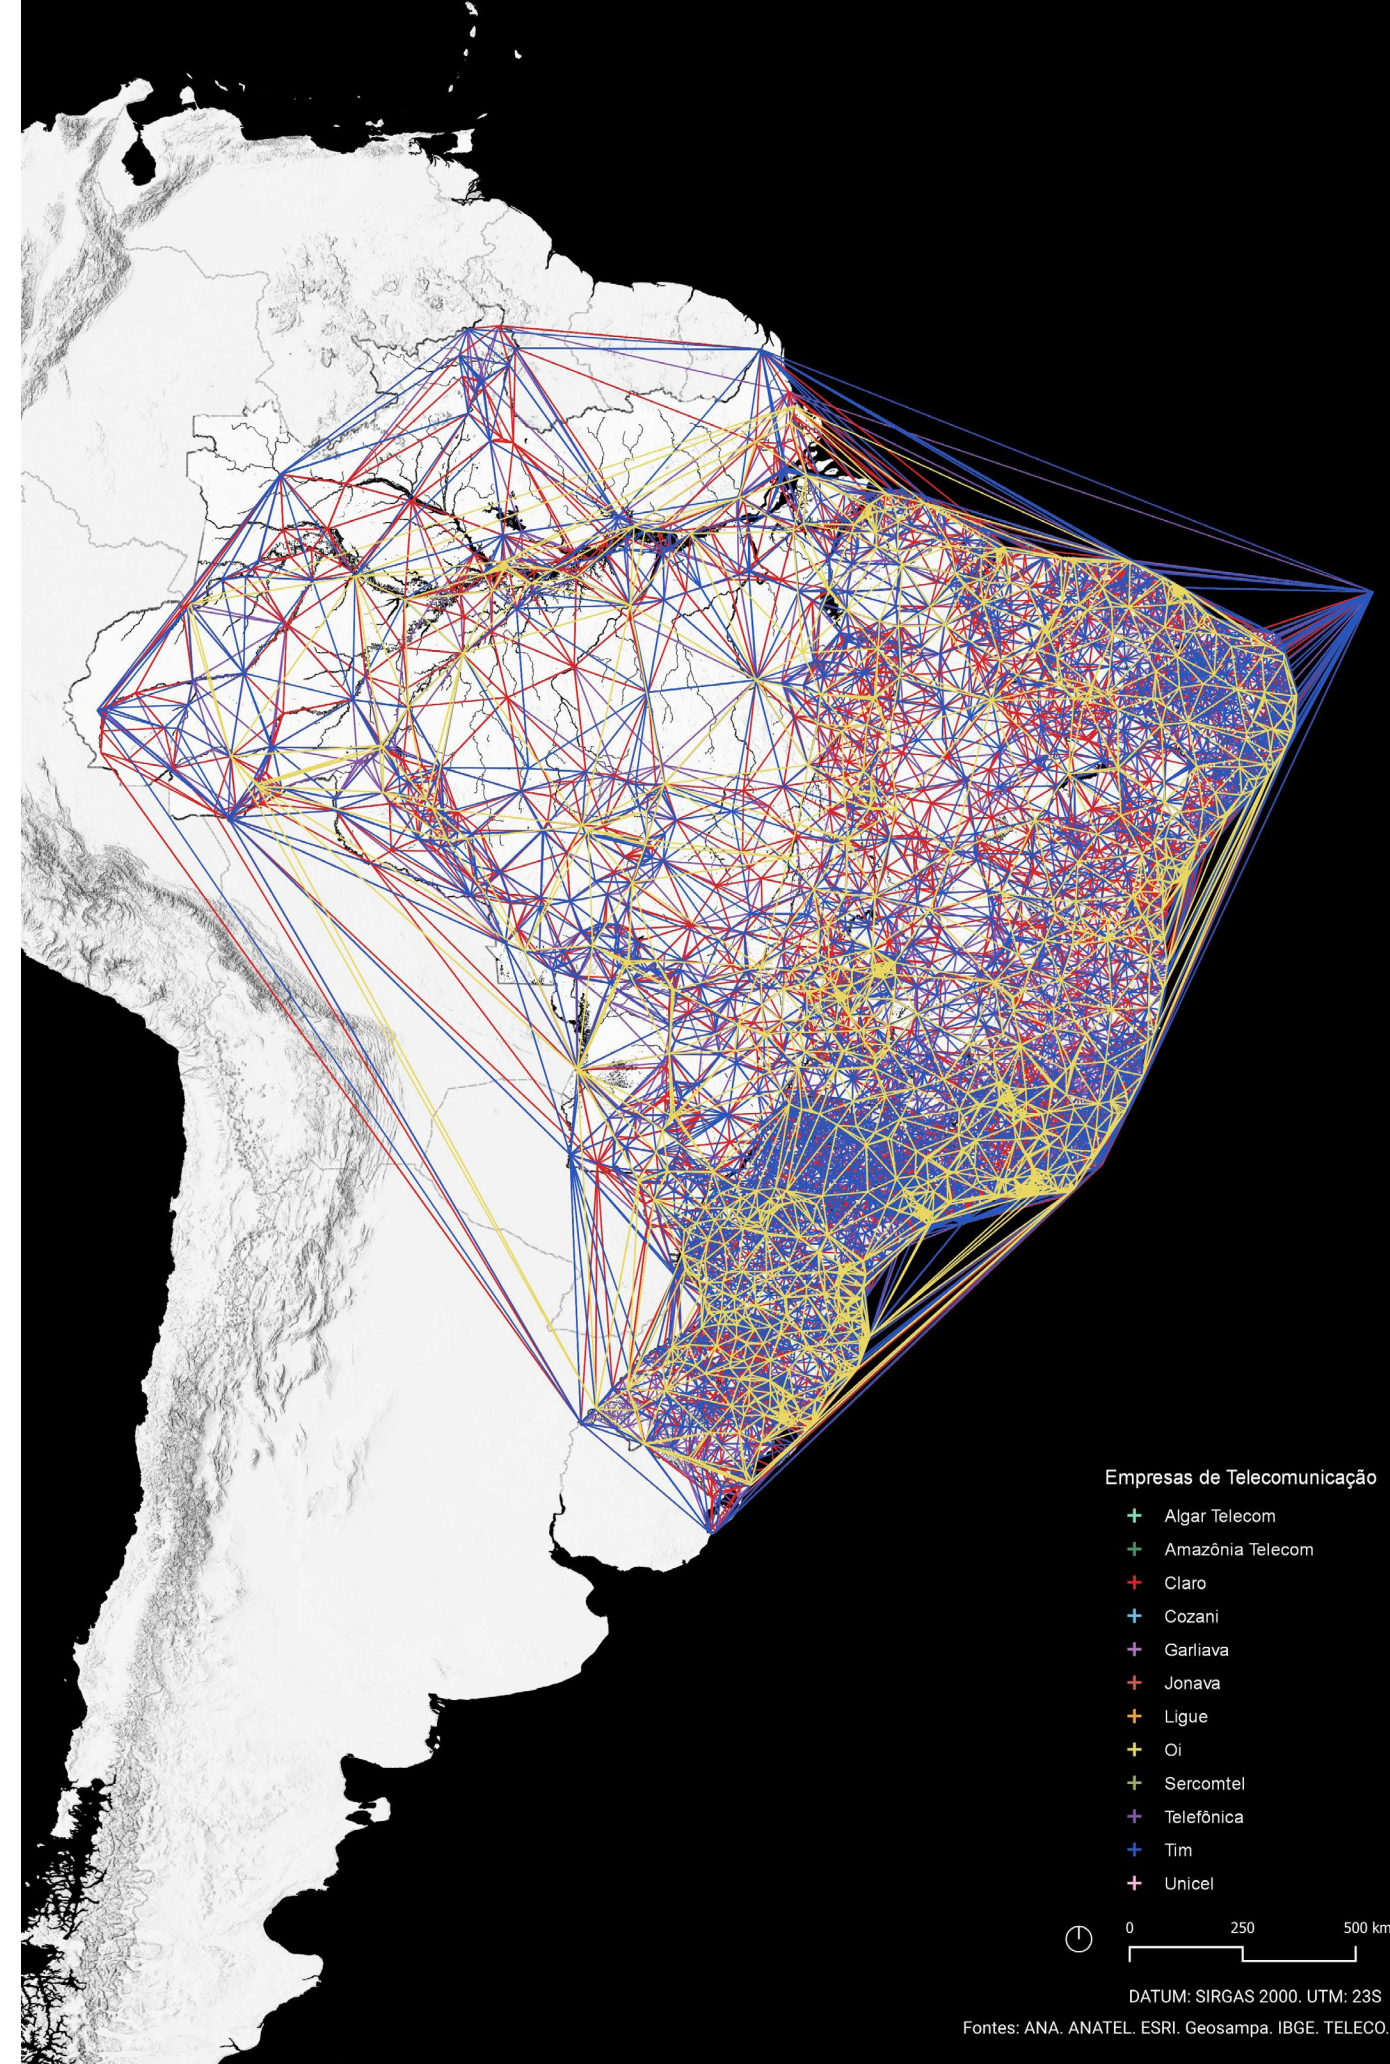 Empresas de Telecomunicação
Algar Telecom
Amazônia Telecom
Claro
Cozani
Garliava
Jonava
Ligue
Oi
Sercomtel
Telefônica
Tim
Unicel
0 250 500 km
DATUM: SIRGAS 2000. UTM: 23S
Fontes: ANA. ANATEL. ESRI. Geosampa. IBGE. TELECO.